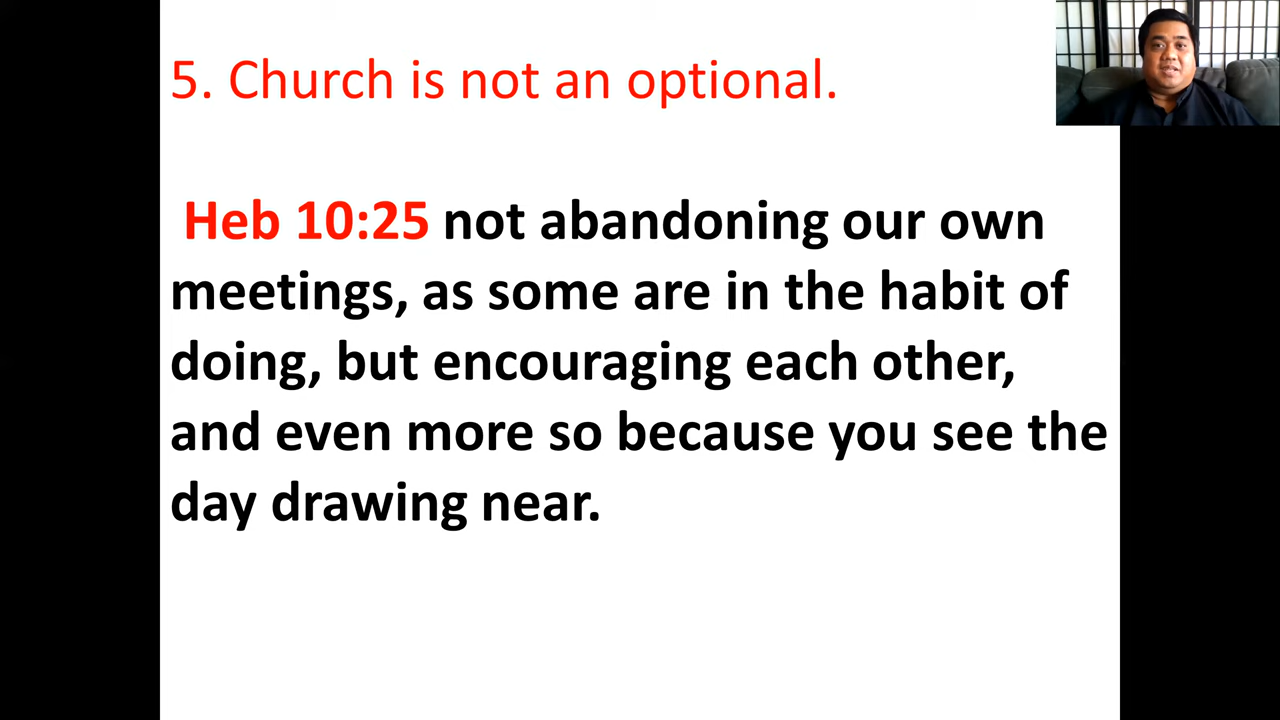 5. Church is not an optional.
Heb 10:25 not abandoning our own
meetings, as some are in the habit of
doing, but encouraging each other,
and even more so because you see the
day drawing near.